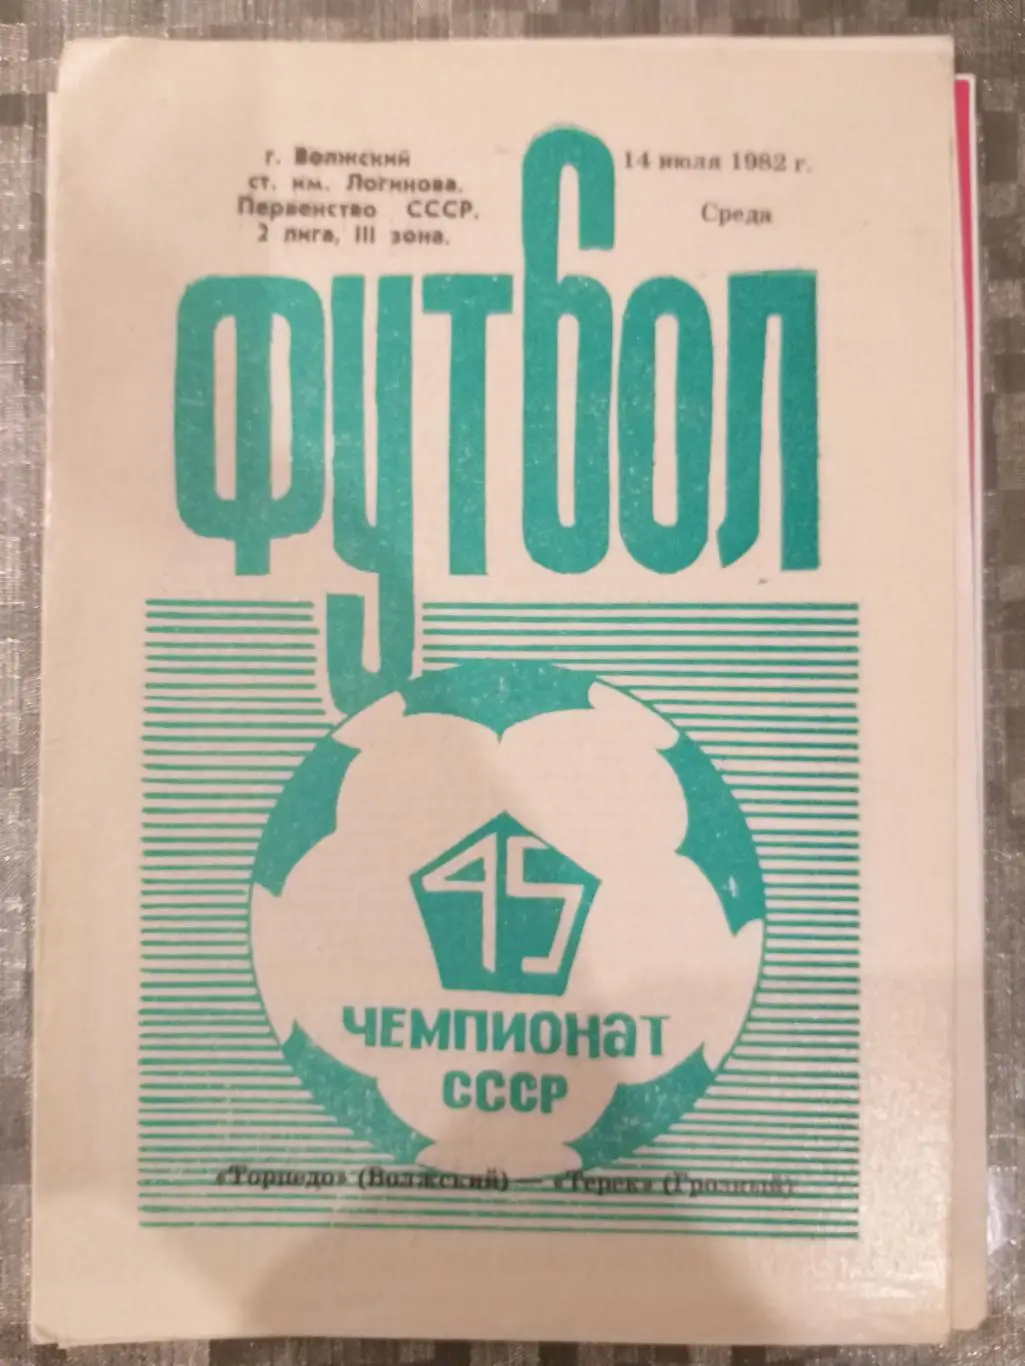 г. Волжский
ст. им. Логинова.
Первенство СССР.
2 лига, III зона.
14 июля 1982 г.
Среда
футбол
45
ЧЕМПИОНАТ
СССР
«Торпедо» (Волжский) — «Терек» (Грозный)